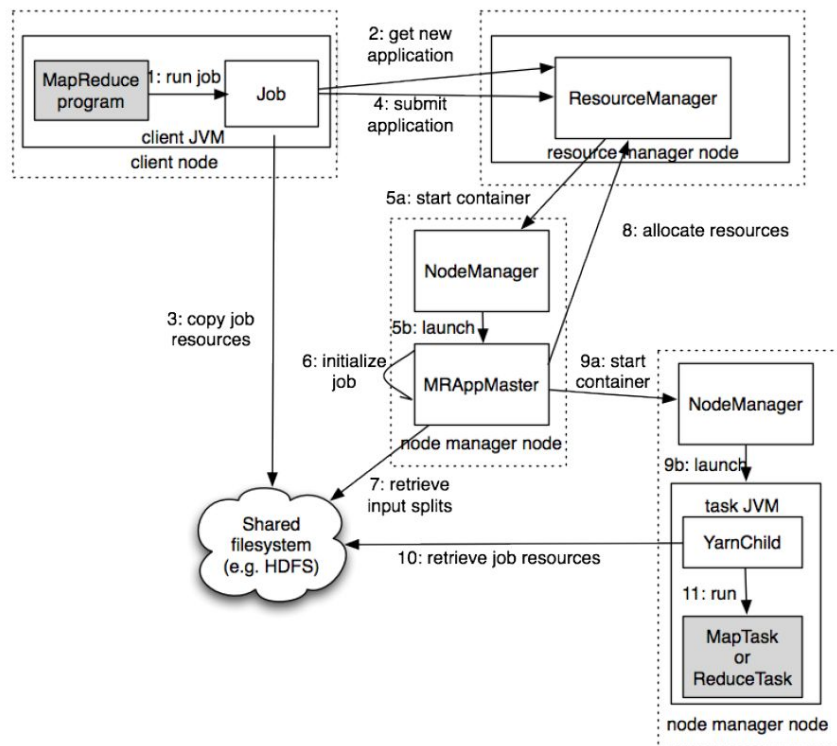 2: get new
application
MapReduce
program
1: run job
Job
4: submit
application
ResourceManager
client JVM
client node
resource manager node
5a: start container
8: allocate resources
NodeManager
3: copy job
resources
5b: launch
6: initialize
job
MRAppMaster
9a: start
container
NodeManager
node manager node
9b: launch
7: retrieve
input splits
task JVM
Shared
filesystem
(e.g. HDFS)
YarnChild
10: retrieve job resources
11: run
MapTask
or
ReduceTask
node manager node